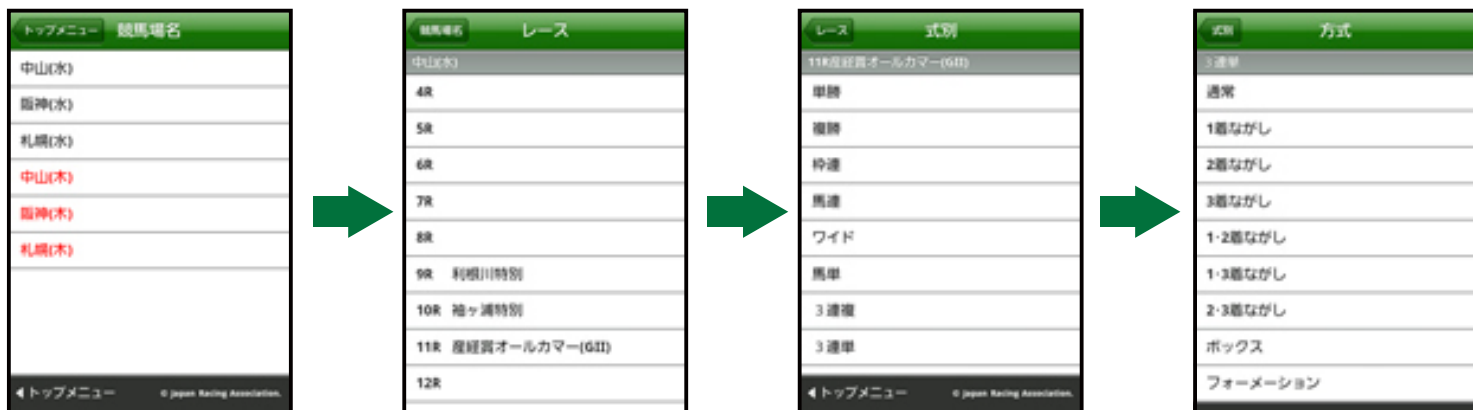 トップメニュー 競馬場名
中山(水)
阪神(水)
札幌(水)
中山(木)
阪神(木)
札幌(木)
◀トップメニュー © Japan Racing Association.
競馬場名 レース
中山(水)
4R
5R
6R
7R
8R
9R 利根川特別
10R 袖ヶ浦特別
11R 産経賞オールカマー(GII)
12R
レース 式別
11R産経賞オールカマー(GII)
単勝
複勝
枠連
馬連
ワイド
馬単
3連複
3連単
◀トップメニュー © Japan Racing Association.
式別 方式
3連単
通常
1着ながし
2着ながし
3着ながし
1・2着ながし
1・3着ながし
2・3着ながし
ボックス
フォーメーション